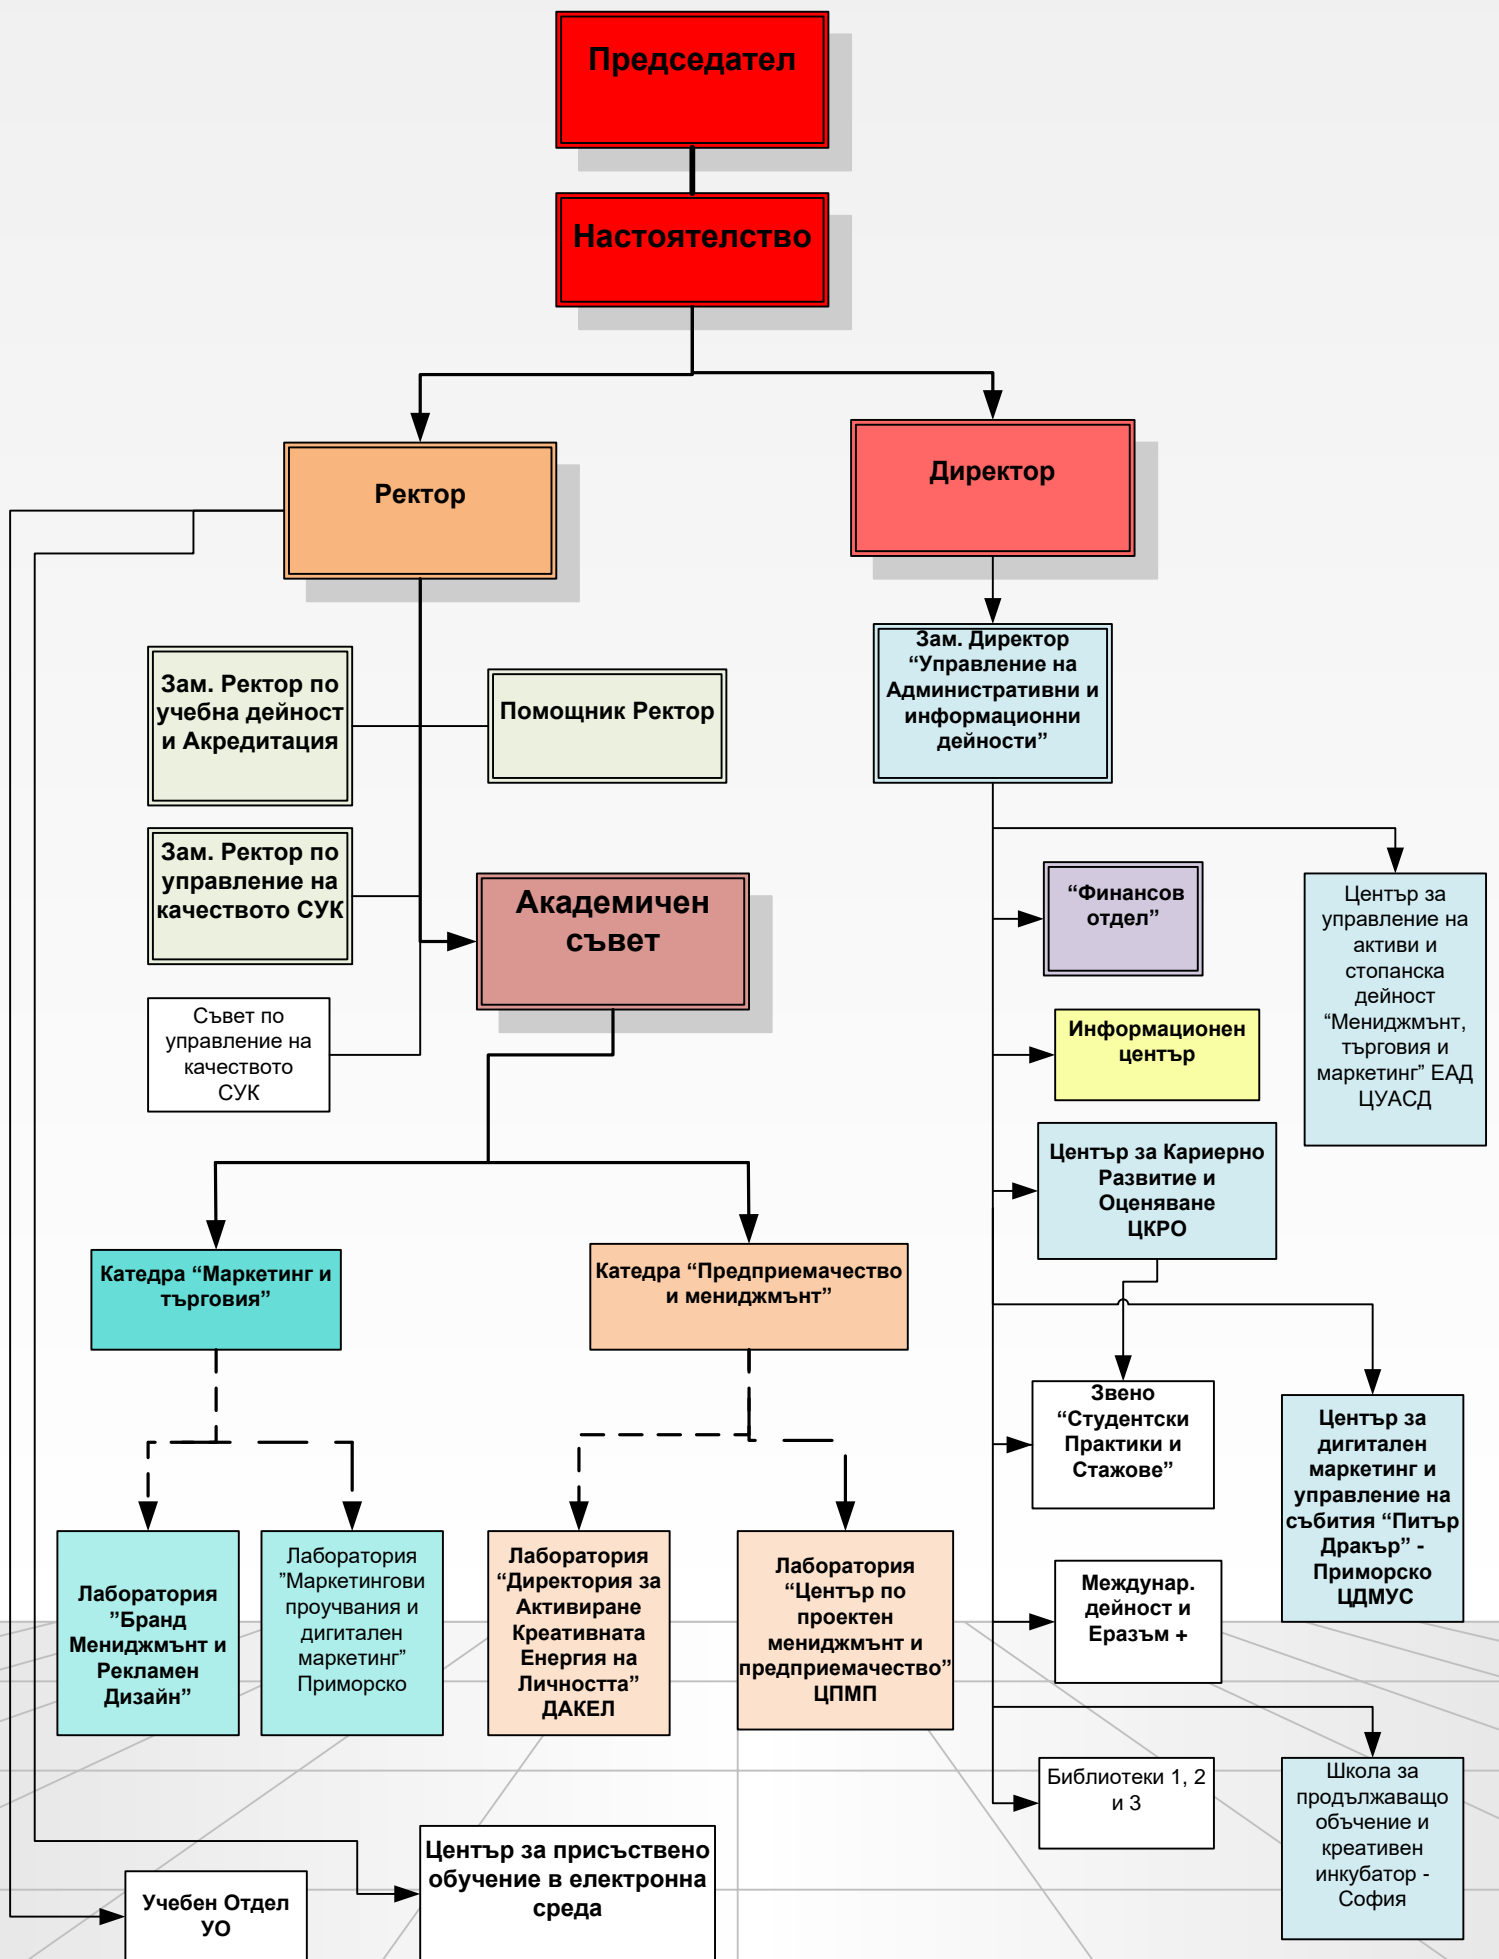 Председател
Настоятелство
Ректор
Директор
Зам. Ректор по
учебна дейност
и Акредитация
Помощник Ректор
Зам. Директор
“Управление на
Административни и
информационни
дейности”
Зам. Ректор по
управление на
качеството СУК
Академичен
съвет
“Финансов
отдел”
Център за
управление на
активи и
стопанска
дейност
“Мениджмънт,
търговия и
маркетинг” ЕАД
ЦУАСД
Съвет по
управление на
качеството
СУК
Информационен
център
Център за Кариерно
Развитие и
Оценяване
ЦКРО
Катедра “Маркетинг и
търговия”
Катедра “Предприемачество
и мениджмънт”
Звено
“Студентски
Практики и
Стажове”
Център за
дигитален
маркетинг и
управление на
събития “Питър
Дракър” -
Приморско
ЦДМУС
Лаборатория
”Бранд
Мениджмънт и
Рекламен
Дизайн”
Лаборатория
”Маркетингови
проучвания и
дигитален
маркетинг”
Приморско
Лаборатория
“Директория за
Активиране
Креативната
Енергия на
Личността”
ДАКЕЛ
Лаборатория
“Център по
проектен
мениджмънт и
предприемачество”
ЦПМП
Междунар.
дейност и
Еразъм +
Библиотеки 1, 2
и 3
Школа за
продължаващо
объчение и
креативен
инкубатор -
София
Учебен Отдел
УО
Център за присъствено
обучение в електронна
среда